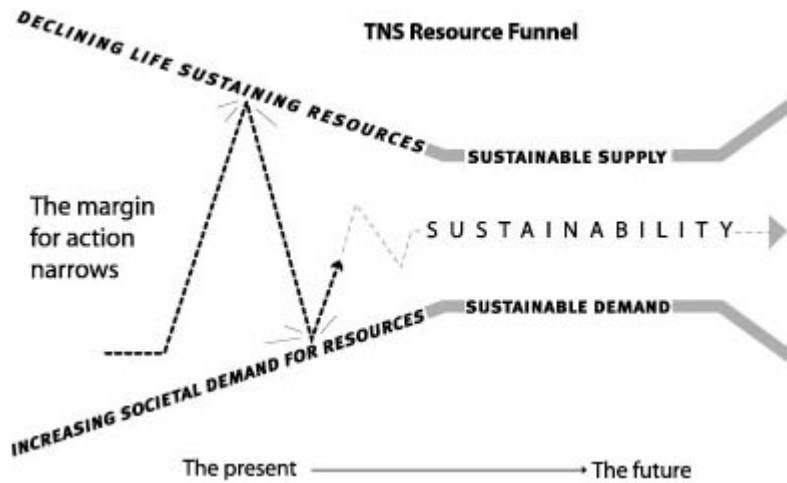 TNS Resource Funnel
DECLINING LIFE SUSTAINING RESOURCES
SUSTAINABLE SUPPLY
The margin
for action
narrows
SUSTAINABILITY
SUSTAINABLE DEMAND
INCREASING SOCIETAL DEMAND FOR RESOURCES
The present
The future